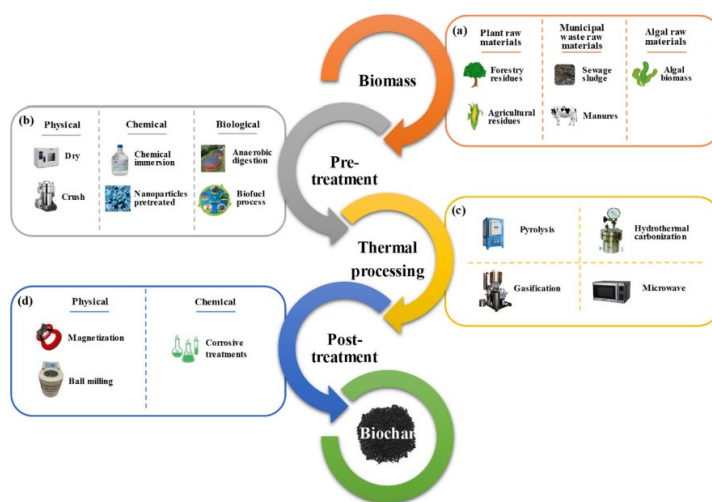 (a)
Plant raw
materials
Municipal
waste raw
materials
Algal raw
materials
Forestry
residues
Sewage
sludge
Algal
biomass
Agricultural
residues
Manures
Biomass
(b)
Physical
Chemical
Biological
Dry
Chemical
immersion
Anaerobic
digestion
Crush
Nanoparticles
pretreated
Biofuel
process
Pre-
treatment
(c)
Pyrolysis
Hydrothermal
carbonization
Gasification
Microwave
Thermal
processing
(d)
Physical
Chemical
Magnetization
Corrosive
treatments
Ball milling
Post-
treatment
Biochar